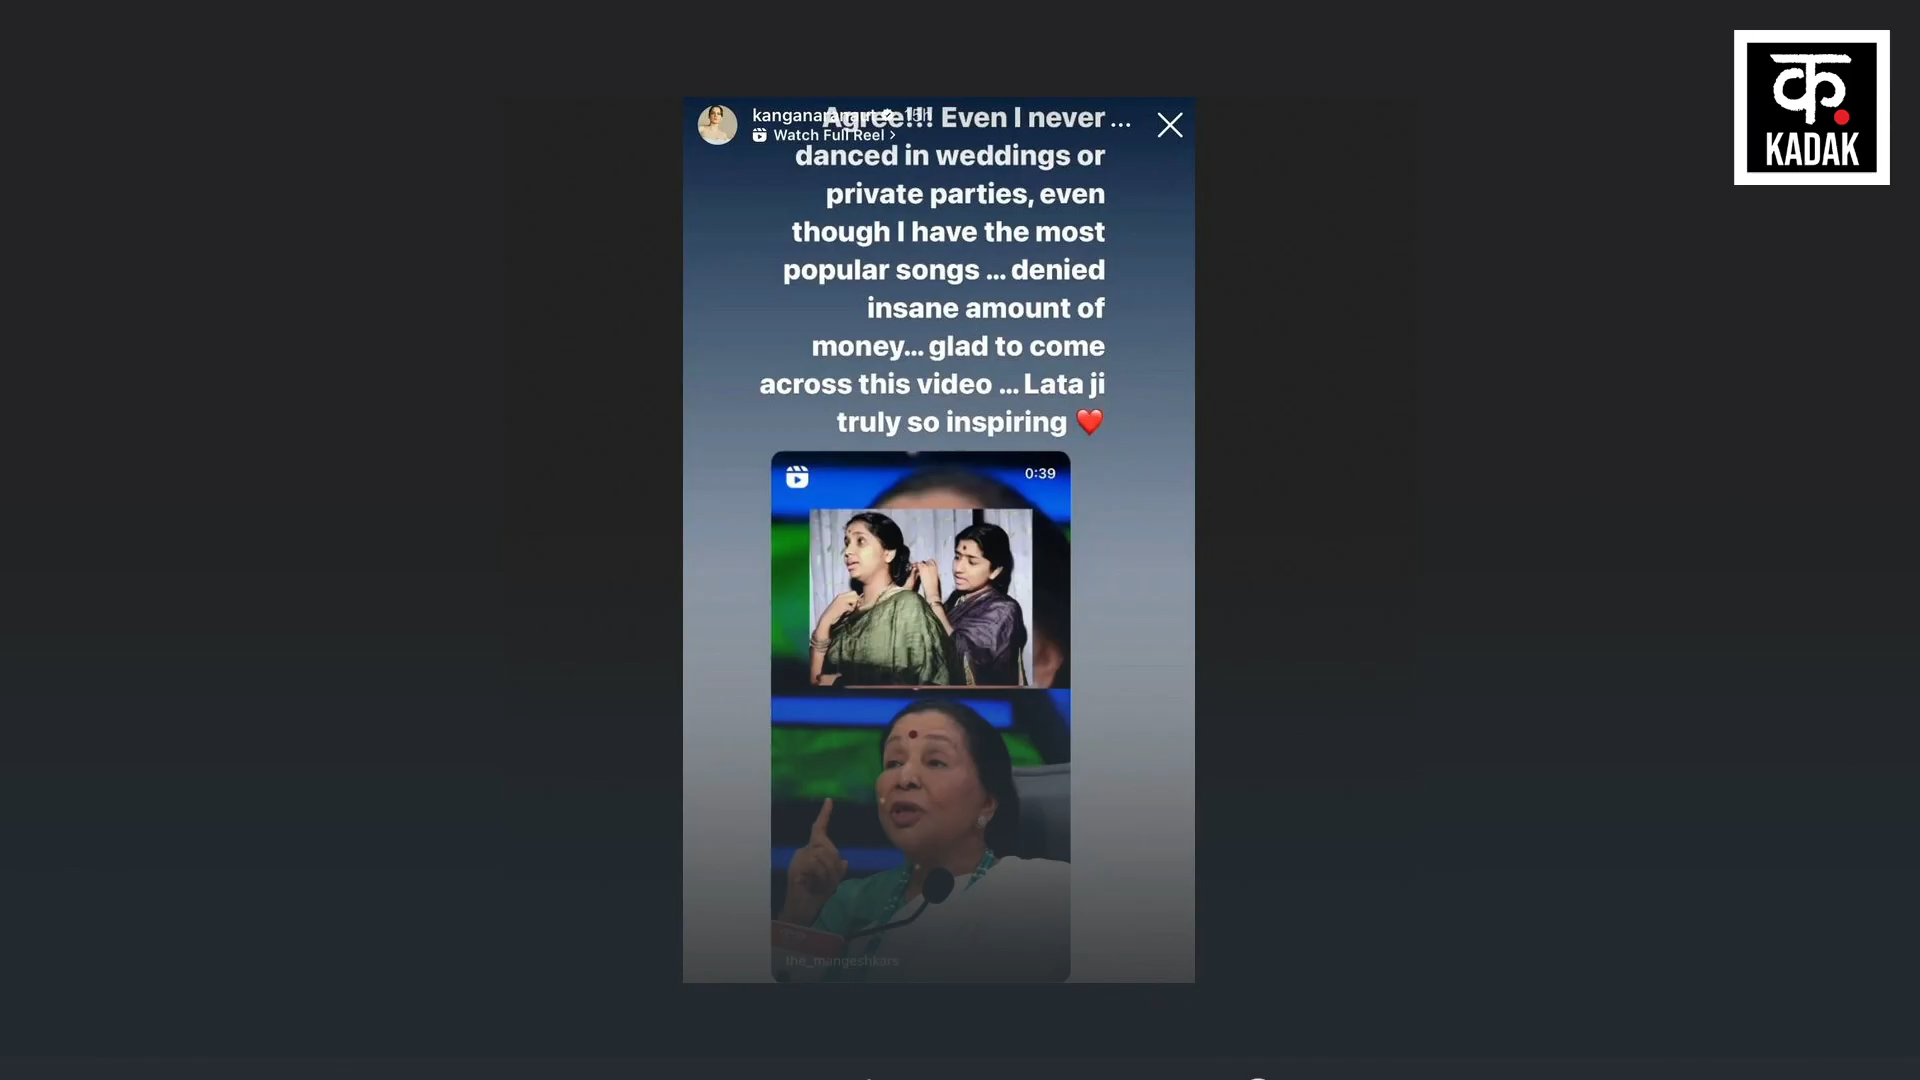 kanganaranaut 15h
Watch Full Reel >
Agree!!! Even I never
danced in weddings or
private parties, even
though I have the most
popular songs ... denied
insane amount of
money... glad to come
across this video ... Lata ji
truly so inspiring ❤️
0:39
the_mangeshkars
क
KADAK